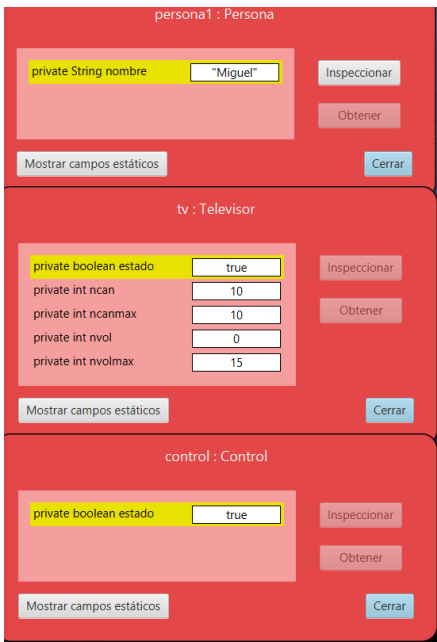 persona1 : Persona
private String nombre "Miguel" Inspeccionar
Obtener
Mostrar campos estáticos Cerrar
tv : Televisor
private boolean estado true Inspeccionar
private int ncan 10
private int ncanmax 10 Obtener
private int nvol 0
private int nvolmax 15
Mostrar campos estáticos Cerrar
control : Control
private boolean estado true Inspeccionar
Obtener
Mostrar campos estáticos Cerrar